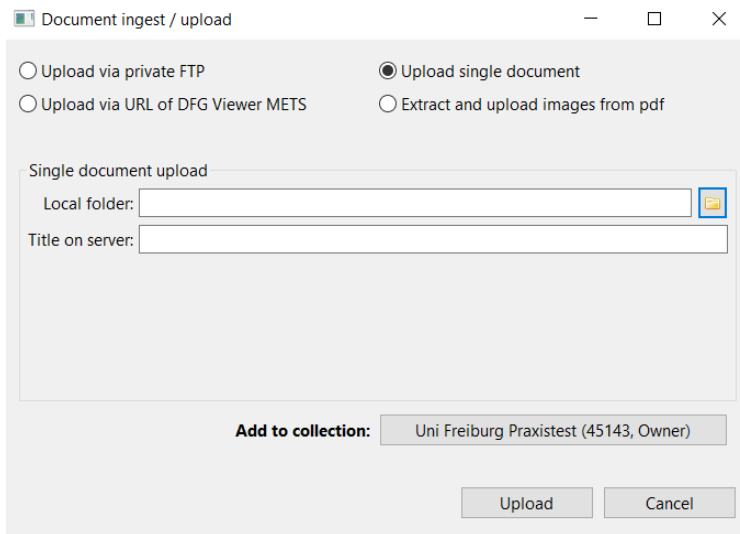 Document ingest / upload
Upload via private FTP
Upload single document
Upload via URL of DFG Viewer METS
Extract and upload images from pdf
Single document upload
Local folder:
Title on server:
Add to collection: Uni Freiburg Praxistest (45143, Owner)
Upload Cancel